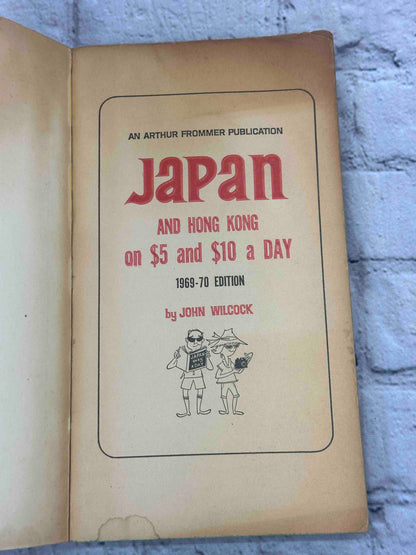 AN ARTHUR FROMMER PUBLICATION
JAPAN
AND HONG KONG
on $5 and $10 a DAY
1969-70 EDITION
by JOHN WILCOCK
JAPAN